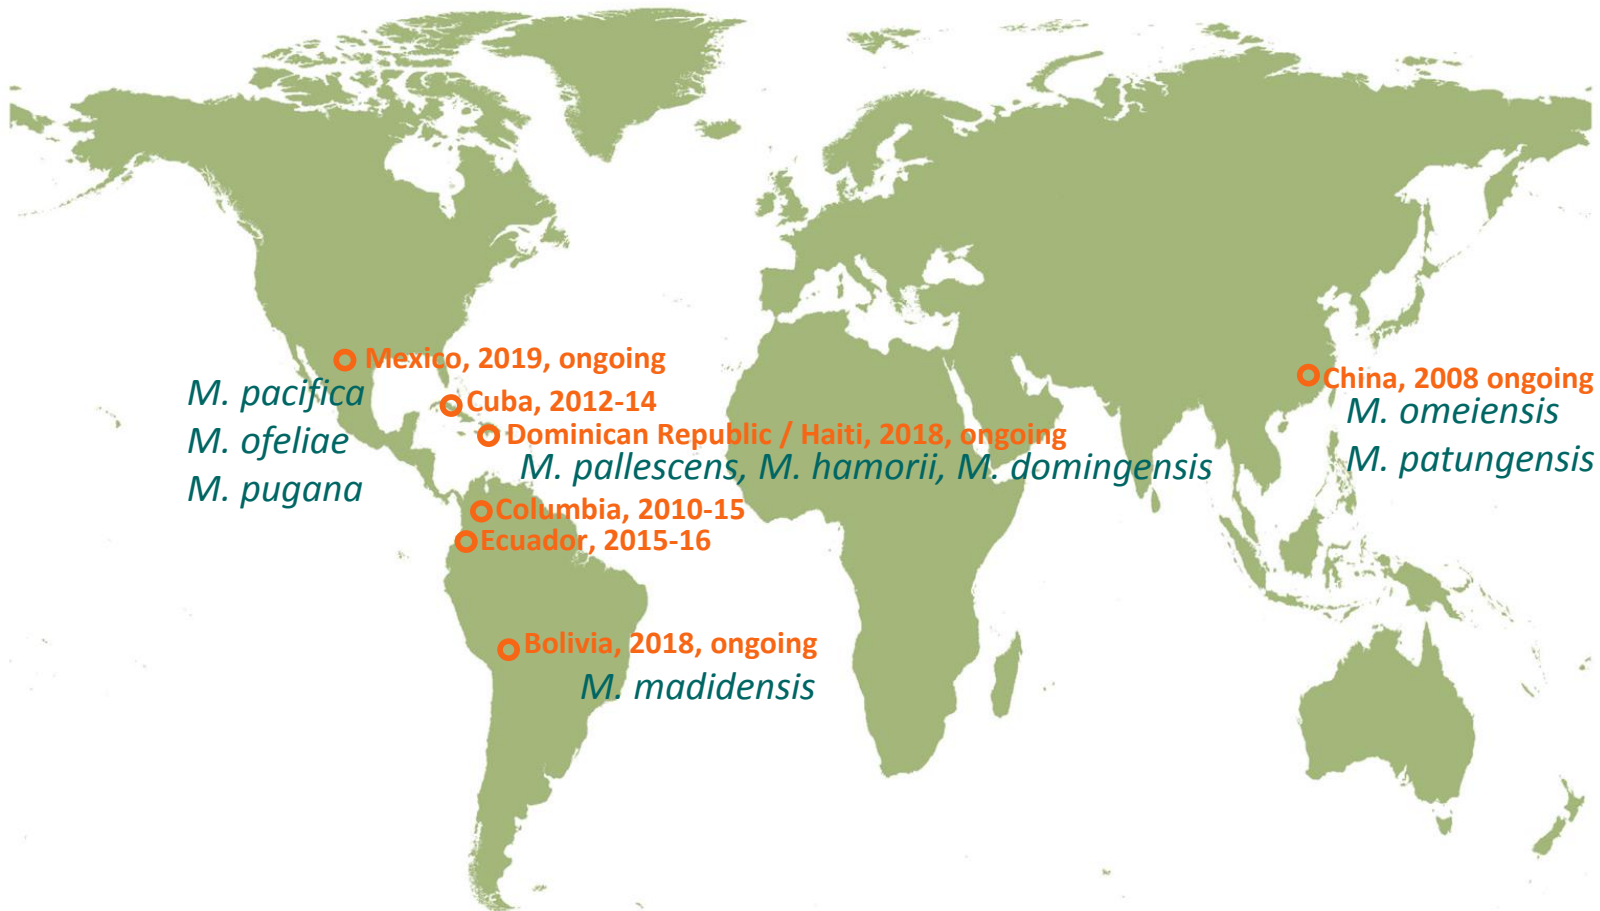 Mexico, 2019, ongoing
M. pacifica
M. ofeliae
M. pugana
Cuba, 2012-14
Dominican Republic / Haiti, 2018, ongoing
M. pallescens, M. hamorii, M. domingensis
Columbia, 2010-15
Ecuador, 2015-16
Bolivia, 2018, ongoing
M. madidensis
China, 2008 ongoing
M. omeiensis
M. patungensis